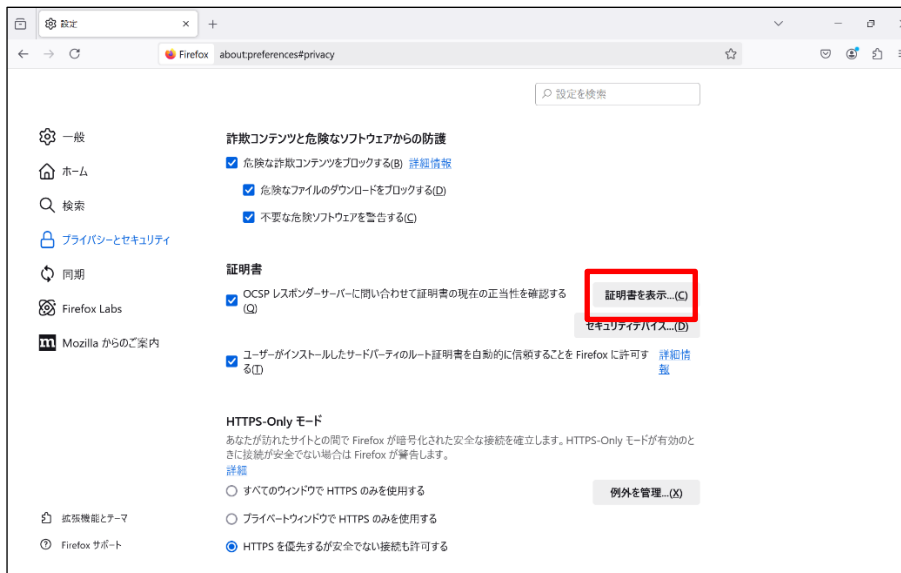 設定
Firefox about:preferences#privacy
設定を検索
一般
ホーム
検索
プライバシーとセキュリティ
同期
Firefox Labs
Mozilla からのご案内
拡張機能とテーマ
Firefox サポート
詐欺コンテンツと危険なソフトウェアからの防護
危険な詐欺コンテンツをブロックする(B) 詳細情報
危険なファイルのダウンロードをブロックする(D)
不要な危険ソフトウェアを警告する(C)
証明書
OCSP レスポンダーサーバーに問い合わせて証明書の現在の正当性を確認する
(Q)
証明書を表示...(C)
セキュリティデバイス...(D)
ユーザーがインストールしたサードパーティのルート証明書を自動的に信頼することを Firefox に許可す
る(T)
詳細情
報
HTTPS-Only モード
あなたが訪れたサイトとの間で Firefox が暗号化された安全な接続を確立します。HTTPS-Only モードが有効のと
きに接続が安全でない場合は Firefox が警告します。
詳細
すべてのウィンドウで HTTPS のみを使用する
例外を管理...(X)
プライベートウィンドウで HTTPS のみを使用する
HTTPS を優先するが安全でない接続も許可する